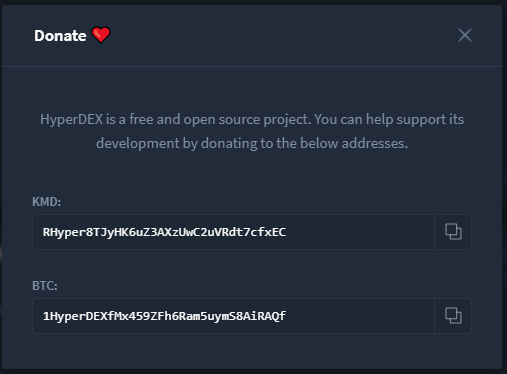 Donate ❤️
HyperDEX is a free and open source project. You can help support its
development by donating to the below addresses.
KMD:
RHyper8TJyHK6uZ3AXzUwC2uVRdt7cfxEC
BTC:
1HyperDEXfMx459ZFh6Ram5uymS8AiRAQf